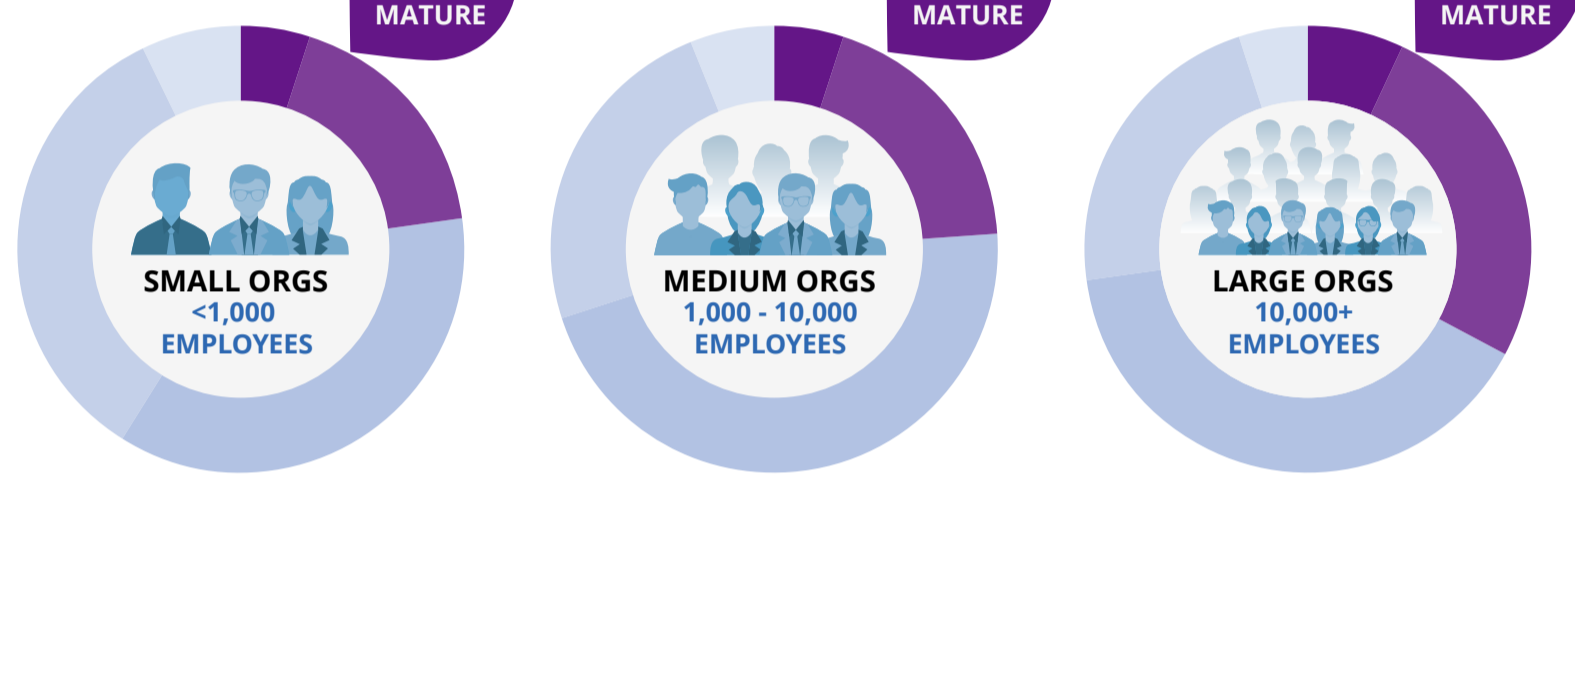 MATURE
MATURE
MATURE
SMALL ORGS
<1,000
EMPLOYEES
MEDIUM ORGS
1,000 - 10,000
EMPLOYEES
LARGE ORGS
10,000+
EMPLOYEES